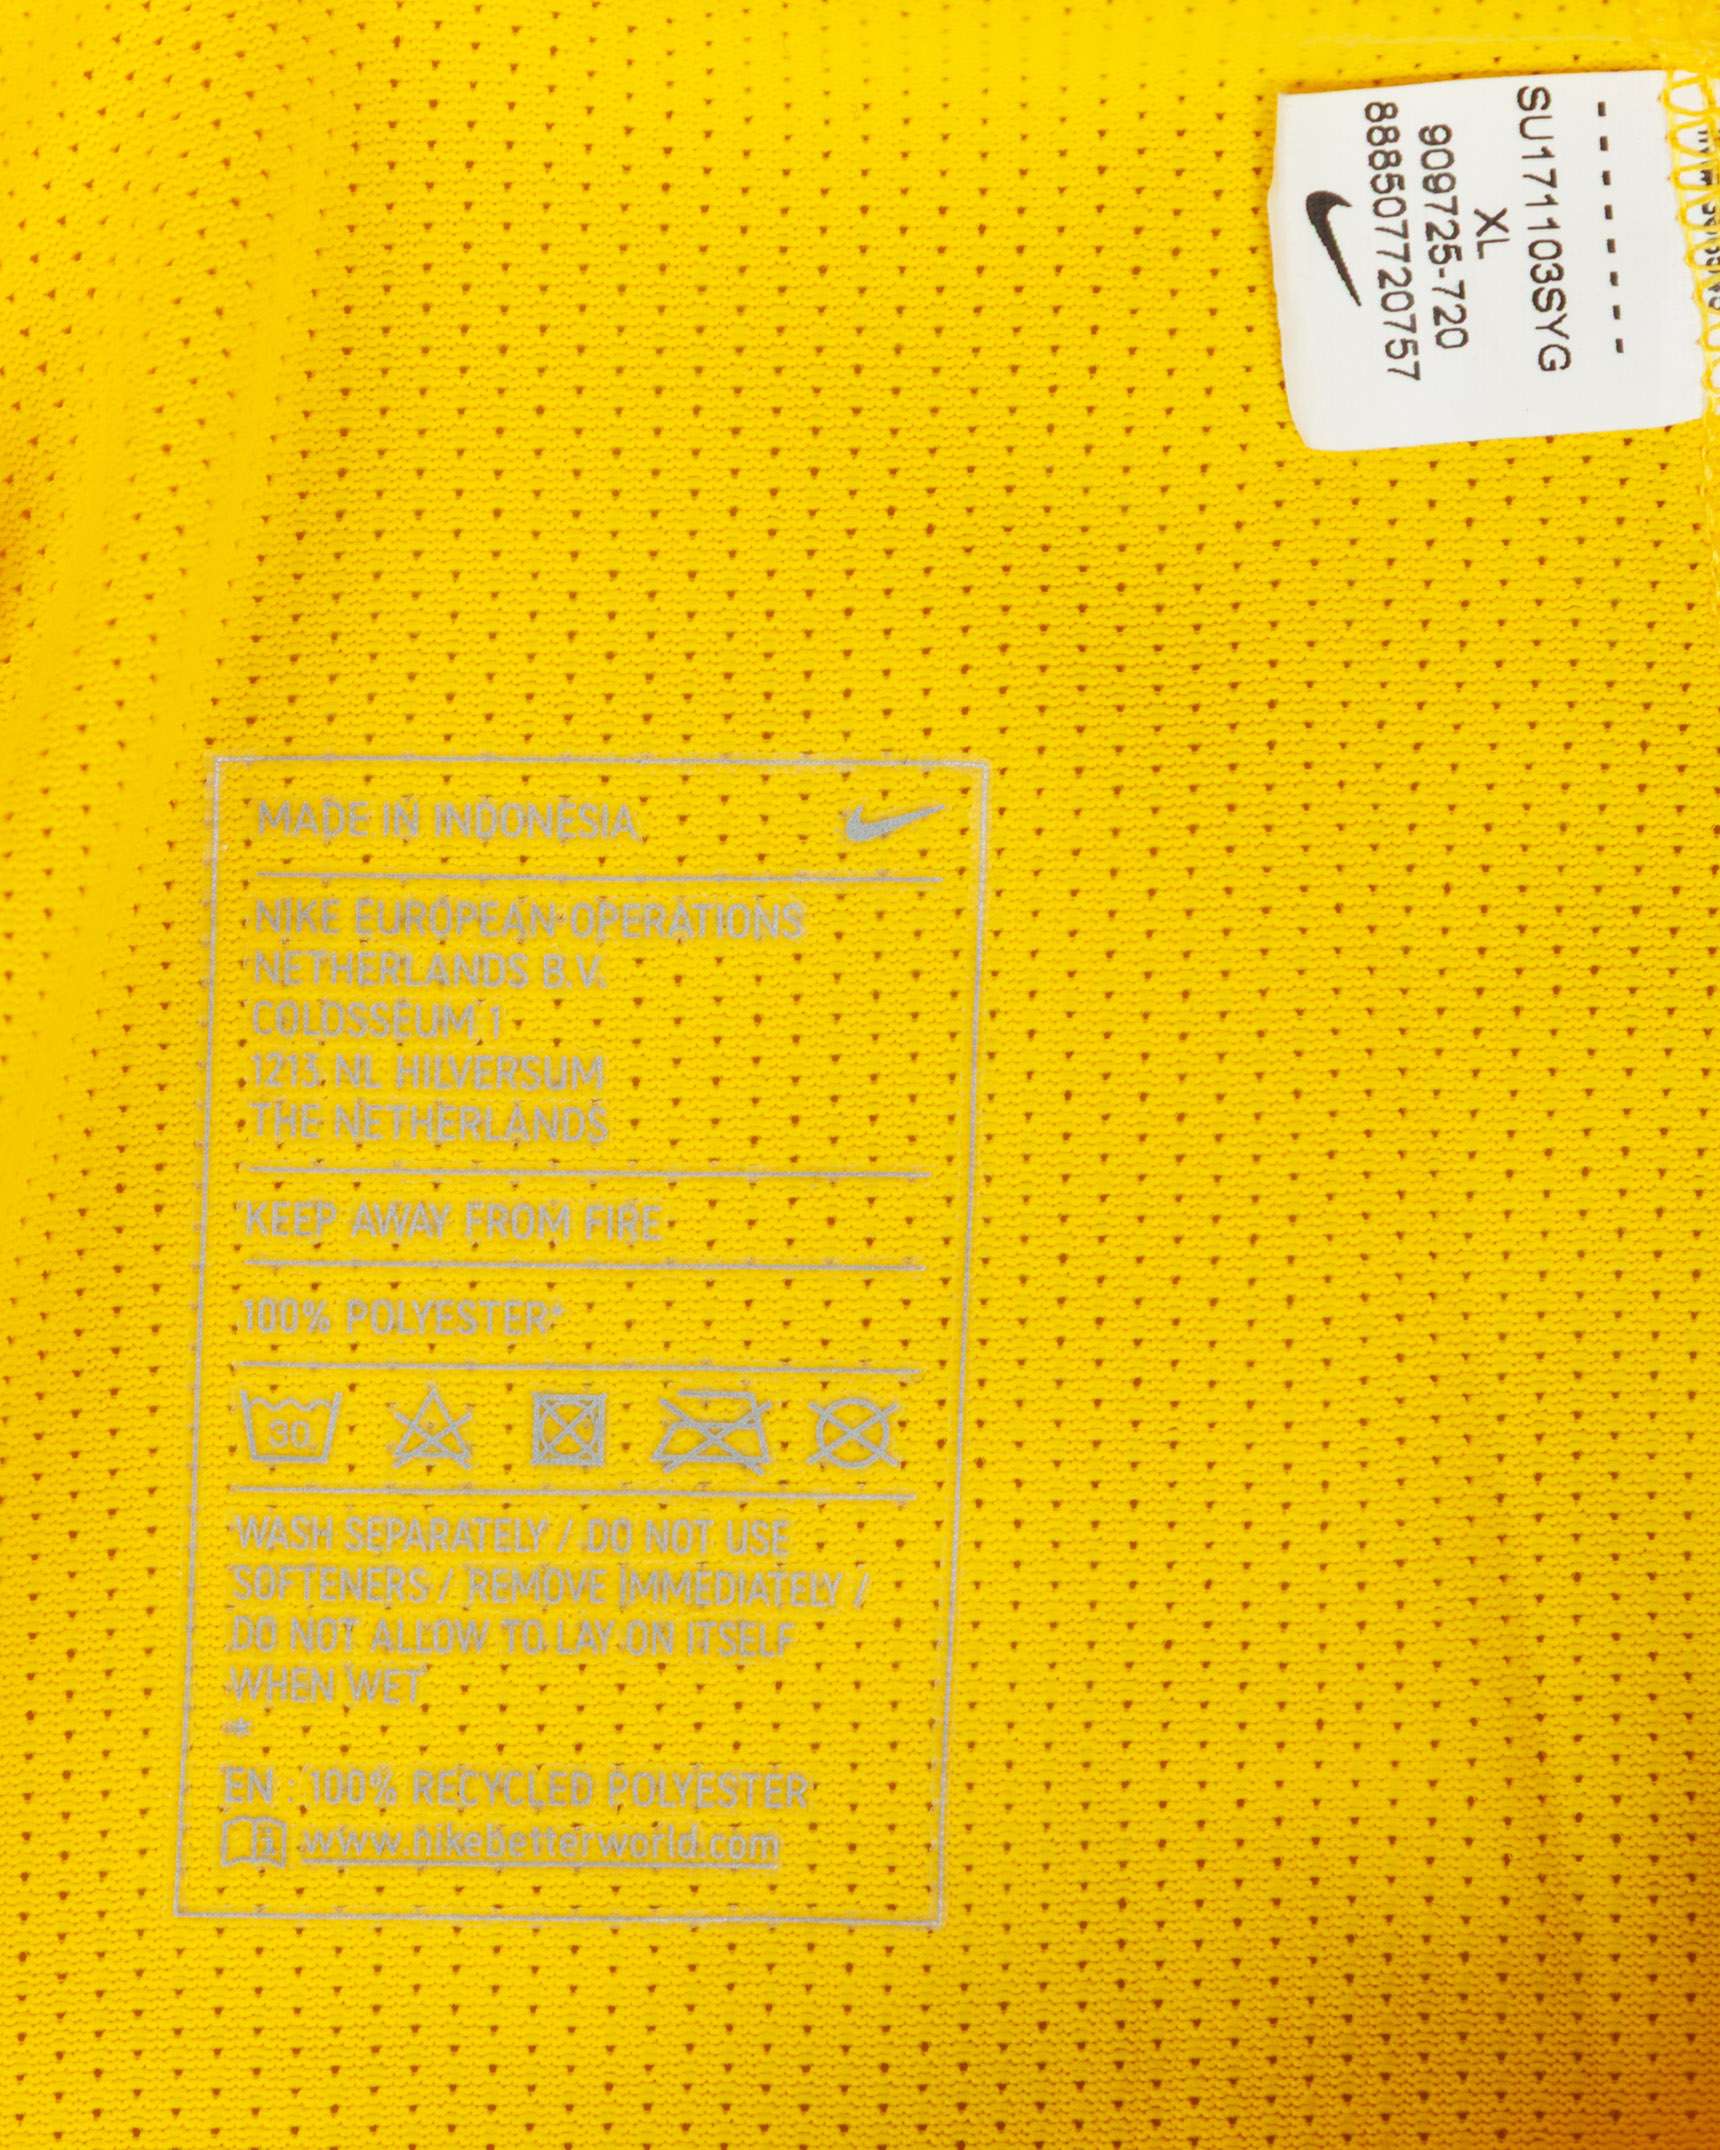 - - - - - - - -
SU171103SYG
XL
909725-720
888507720757
MADE IN INDONESIA
NIKE EUROPEAN OPERATIONS
NETHERLANDS B.V.
COLOSSEUM 1
1213 NL HILVERSUM
THE NETHERLANDS
KEEP AWAY FROM FIRE
100% POLYESTER*
30
WASH SEPARATELY / DO NOT USE
SOFTENERS / REMOVE IMMEDIATELY /
DO NOT ALLOW TO LAY ON ITSELF
WHEN WET
*
EN : 100% RECYCLED POLYESTER
www.nikebetterworld.com